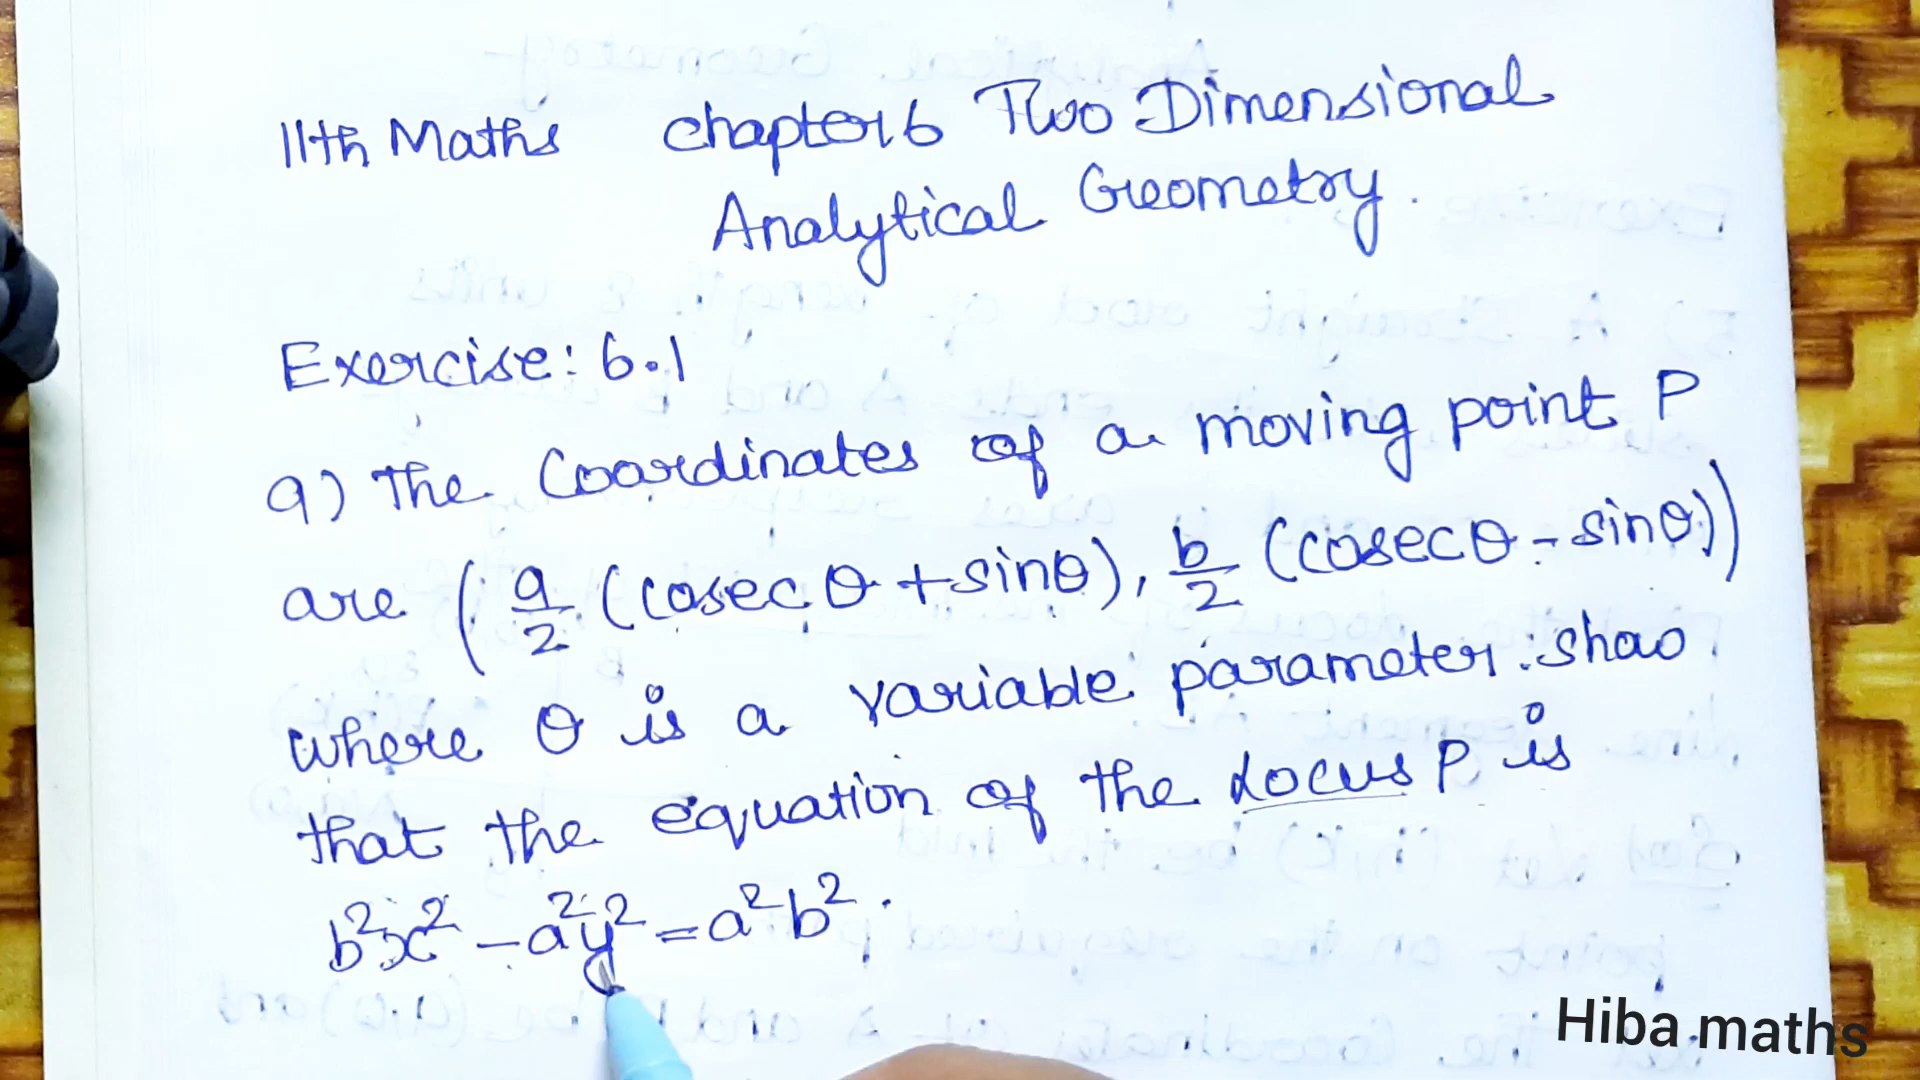 11th Maths chapter 6 Two Dimensional
Analytical Geometry.
Exercise: 6.1
9) The Coordinates of a moving point P
are (a/2 (cosec θ + sinθ), b/2 (cosec θ - sinθ))
where θ is a variable parameter. show
that the equation of the Locus P is
b²x² - a²y² = a²b².
Hiba maths